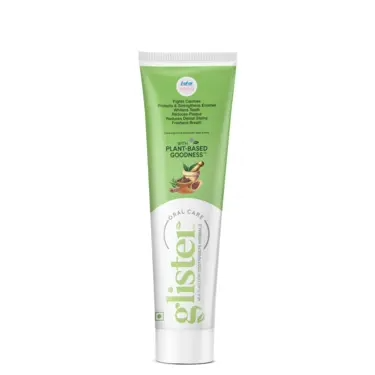 Fights Cavities
Protects & Strengthens Enamel
Whitens Teeth
Removes Plaque
Reduces Dental Stains
Freshens Breath
WITH
PLANT-BASED
GOODNESS™
ORAL CARE
glister